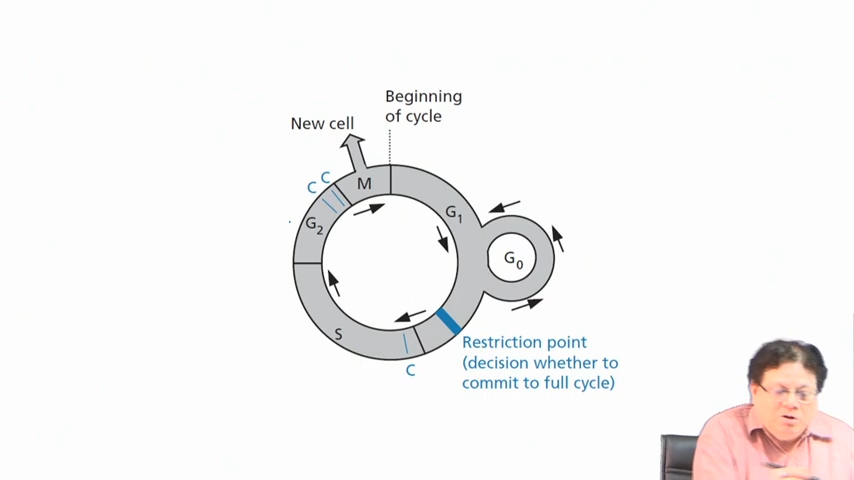 Beginning
of cycle
New cell
C
C
M
G2
G1
G0
S
C
Restriction point
(decision whether to
commit to full cycle)